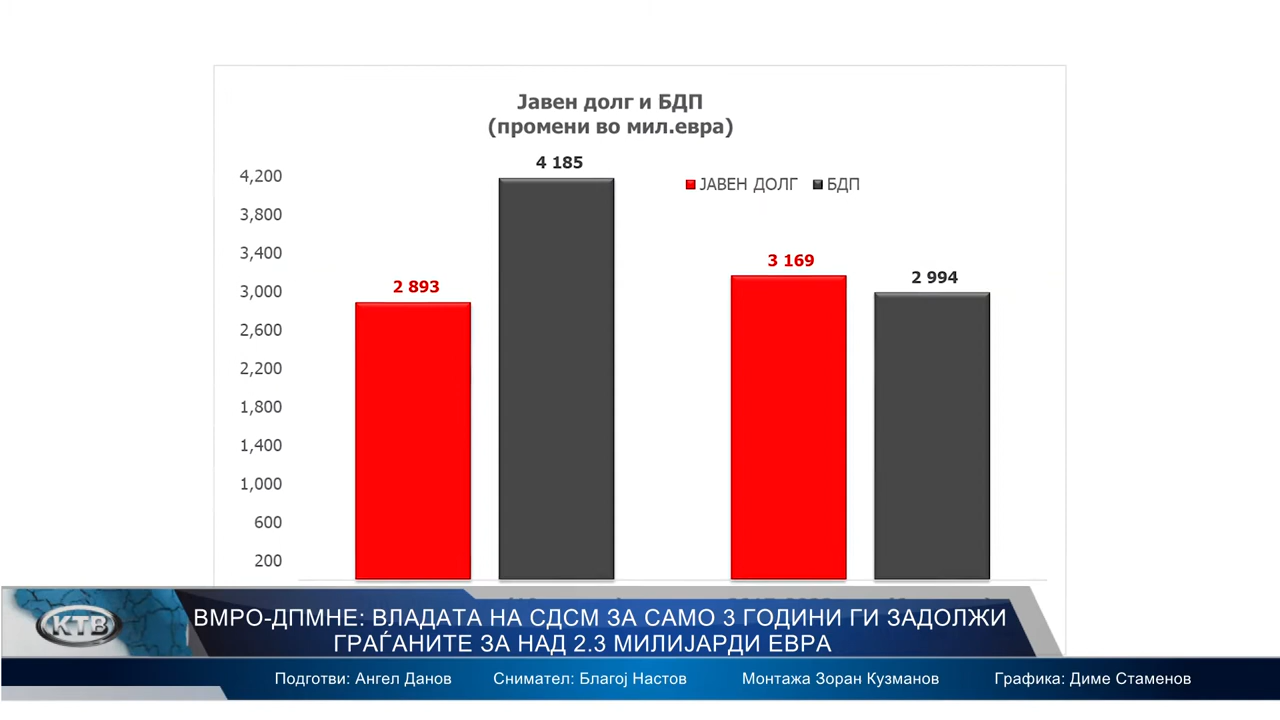 Јавен долг и БДП
(промени во мил.евра)
4 185
4,200
ЈАВЕН ДОЛГ БДП
3,800
3,400
3 169
2 994
3,000
2 893
2,600
2,200
1,800
1,400
1,000
600
200
ВМРО-ДПМНЕ: ВЛАДАТА НА СДСМ ЗА САМО 3 ГОДИНИ ГИ ЗАДОЛЖИ
ГРАЃАНИТЕ ЗА НАД 2.3 МИЛИЈАРДИ ЕВРА
КТВ
Подготви: Ангел Данов Снимател: Благој Настов Монтажа Зоран Кузманов Графика: Диме Стаменов